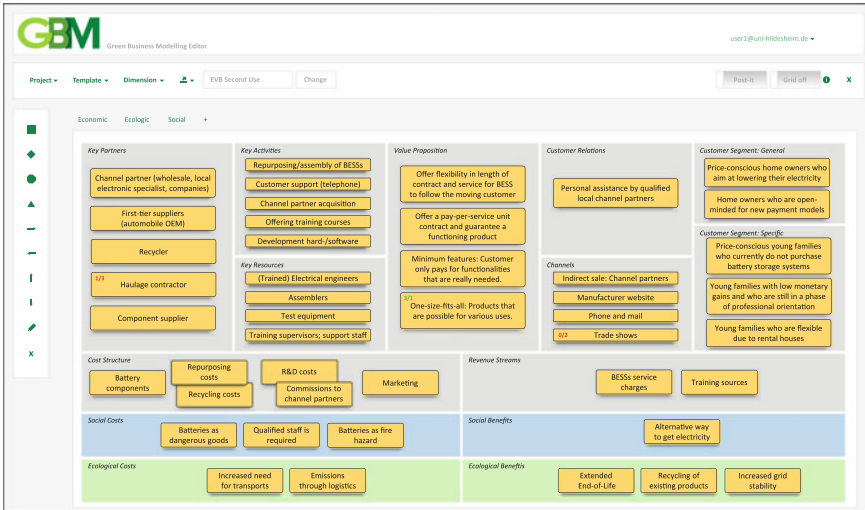 GBM
Green Business Modelling Editor
user1@uni-hildesheim.de
Project
Template
Dimension
EVB Second Use
Change
Post-it
Grid off
i
X
Economic
Ecologic
Social
+
X
Key Partners
Channel partner (wholesale, local
electronic specialist, companies)
First-tier suppliers
(automobile OEM)
Recycler
1/3
Haulage contractor
Component supplier
Key Activities
Repurposing/assembly of BESSs
Customer support (telephone)
Channel partner acquisition
Offering training courses
Development hard-/software
Key Resources
(Trained) Electrical engineers
Assemblers
Test equipment
Training supervisors; support staff
Value Proposition
Offer flexibility in length of
contract and service for BESS
to follow the moving customer
Offer a pay-per-service unit
contract and guarantee a
functioning product
Minimum features: Customer
only pays for functionalities
that are really needed.
One-size-fits-all: Products that
are possible for various uses.
Customer Relations
Personal assistance by qualified
local channel partners
Channels
Indirect sale: Channel partners
Manufacturer website
Phone and mail
0/2
Trade shows
Customer Segment: General
Price-conscious home owners who
aim at lowering their electricity
Home owners who are open-
minded for new payment models
Customer Segment: Specific
Price-conscious young families
who currently do not purchase
battery storage systems
Young families with low monetary
gains and who are still in a phase
of professional orientation
Young families who are flexible
due to rental houses
Cost Structure
Battery
components
Repurposing
costs
Recycling costs
R&D costs
Commissions to
channel partners
Marketing
Revenue Streams
BESSs service
charges
Training sources
Social Costs
Batteries as
dangerous goods
Qualified staff is
required
Batteries as fire
hazard
Social Benefits
Alternative way
to get electricity
Ecological Costs
Increased need
for transports
Emissions
through logistics
Ecological Beneftis
Extended
End-of-Life
Recycling of
existing products
Increased grid
stability